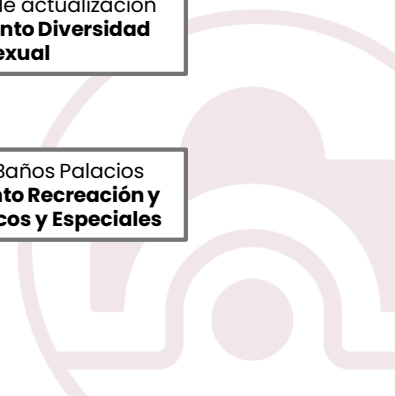 de actualización
nto Diversidad
exual
Baños Palacios
nto Recreación y
cos y Especiales